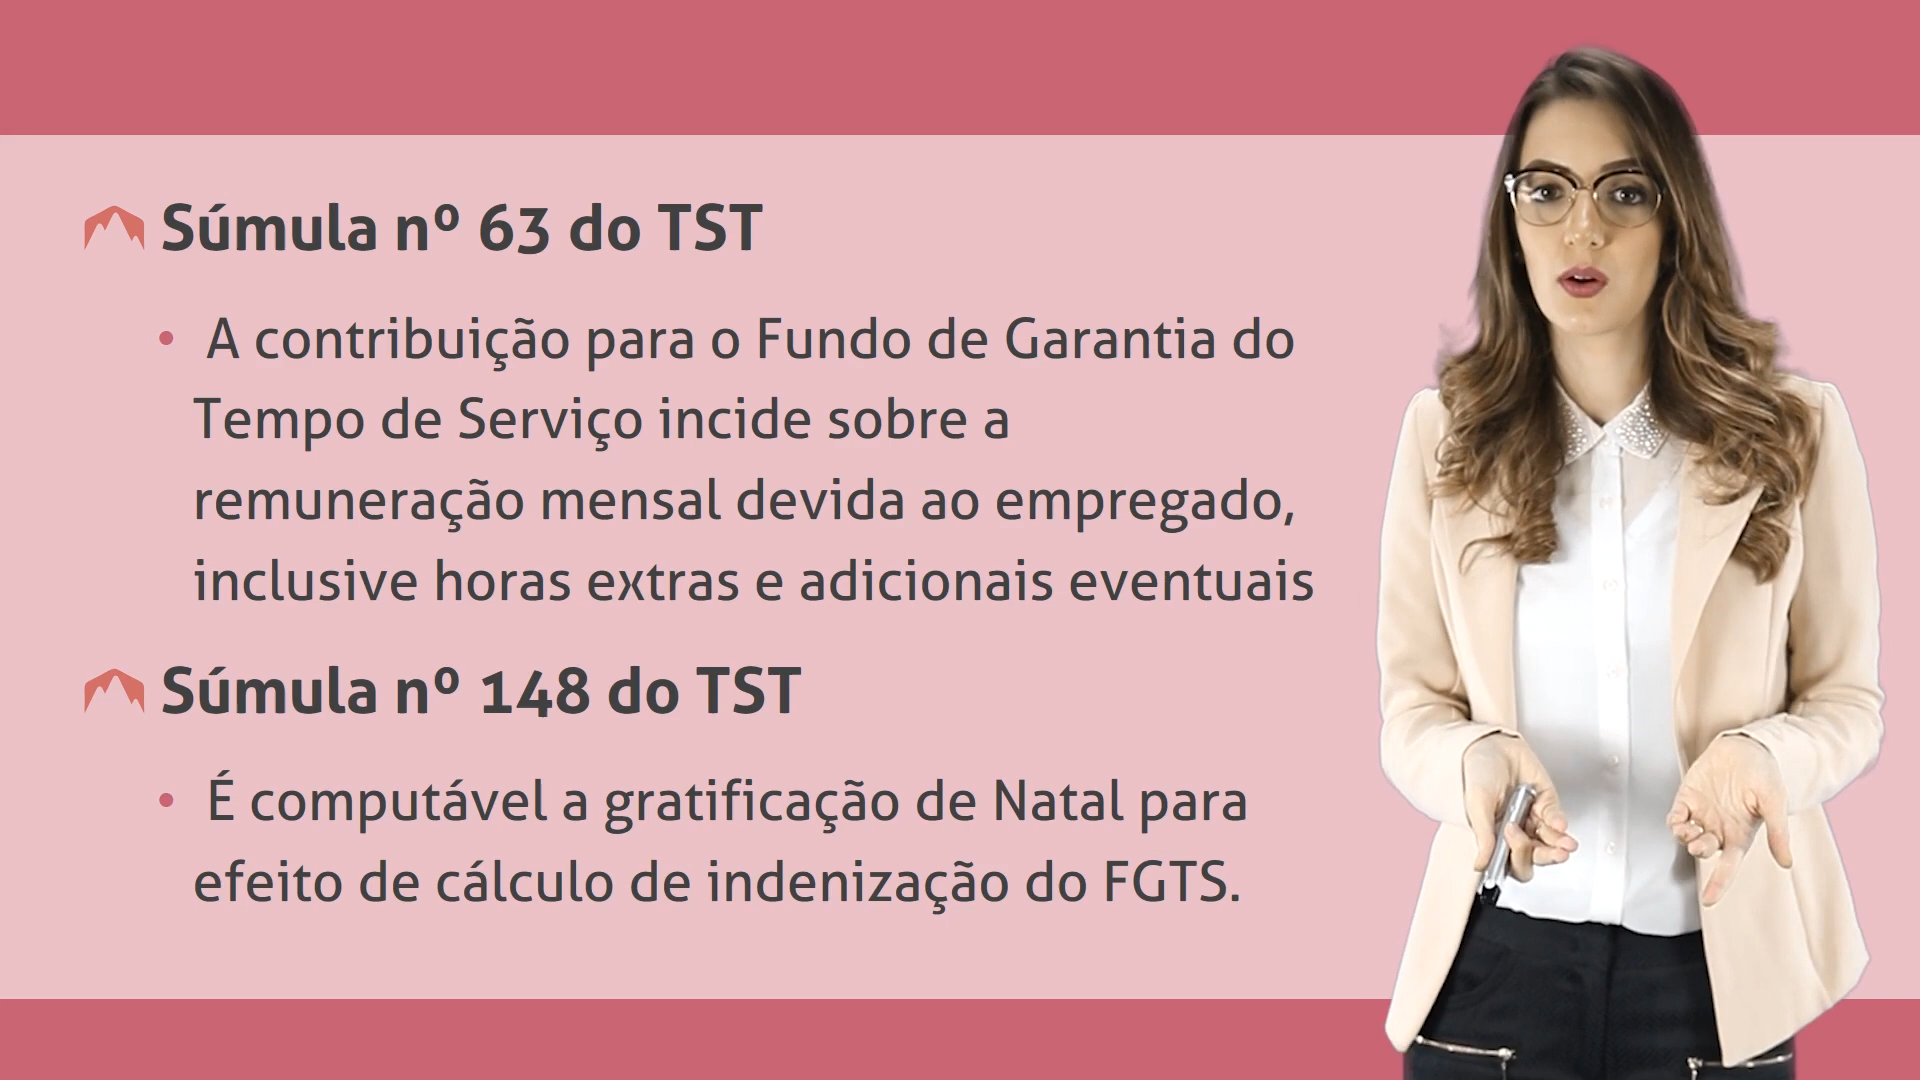 Súmula nº 63 do TST
• A contribuição para o Fundo de Garantia do
Tempo de Serviço incide sobre a
remuneração mensal devida ao empregado,
inclusive horas extras e adicionais eventuais
Súmula nº 148 do TST
• É computável a gratificação de Natal para
efeito de cálculo de indenização do FGTS.